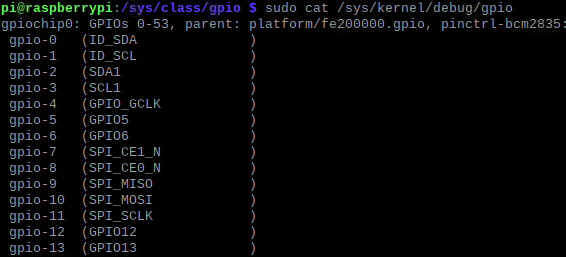 pi@raspberrypi:/sys/class/gpio $ sudo cat /sys/kernel/debug/gpio
gpiochip0: GPIOs 0-53, parent: platform/fe200000.gpio, pinctrl-bcm2835:
gpio-0 (ID_SDA )
gpio-1 (ID_SCL )
gpio-2 (SDA1 )
gpio-3 (SCL1 )
gpio-4 (GPIO_GCLK )
gpio-5 (GPIO5 )
gpio-6 (GPIO6 )
gpio-7 (SPI_CE1_N )
gpio-8 (SPI_CE0_N )
gpio-9 (SPI_MISO )
gpio-10 (SPI_MOSI )
gpio-11 (SPI_SCLK )
gpio-12 (GPIO12 )
gpio-13 (GPIO13 )